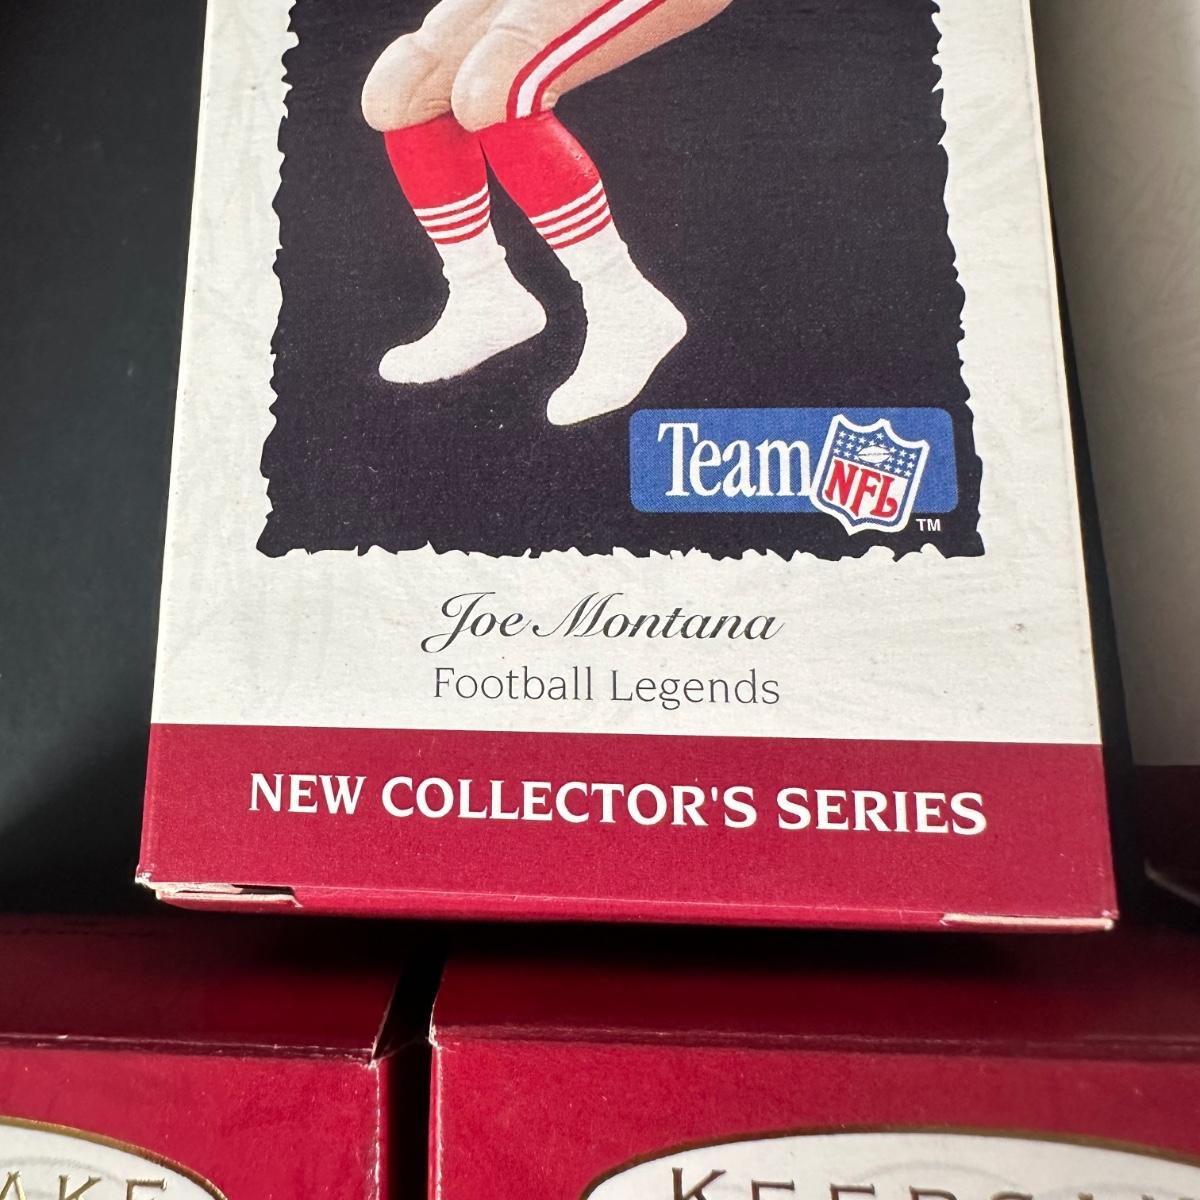 Team NFL TM
Joe Montana
Football Legends
NEW COLLECTOR'S SERIES